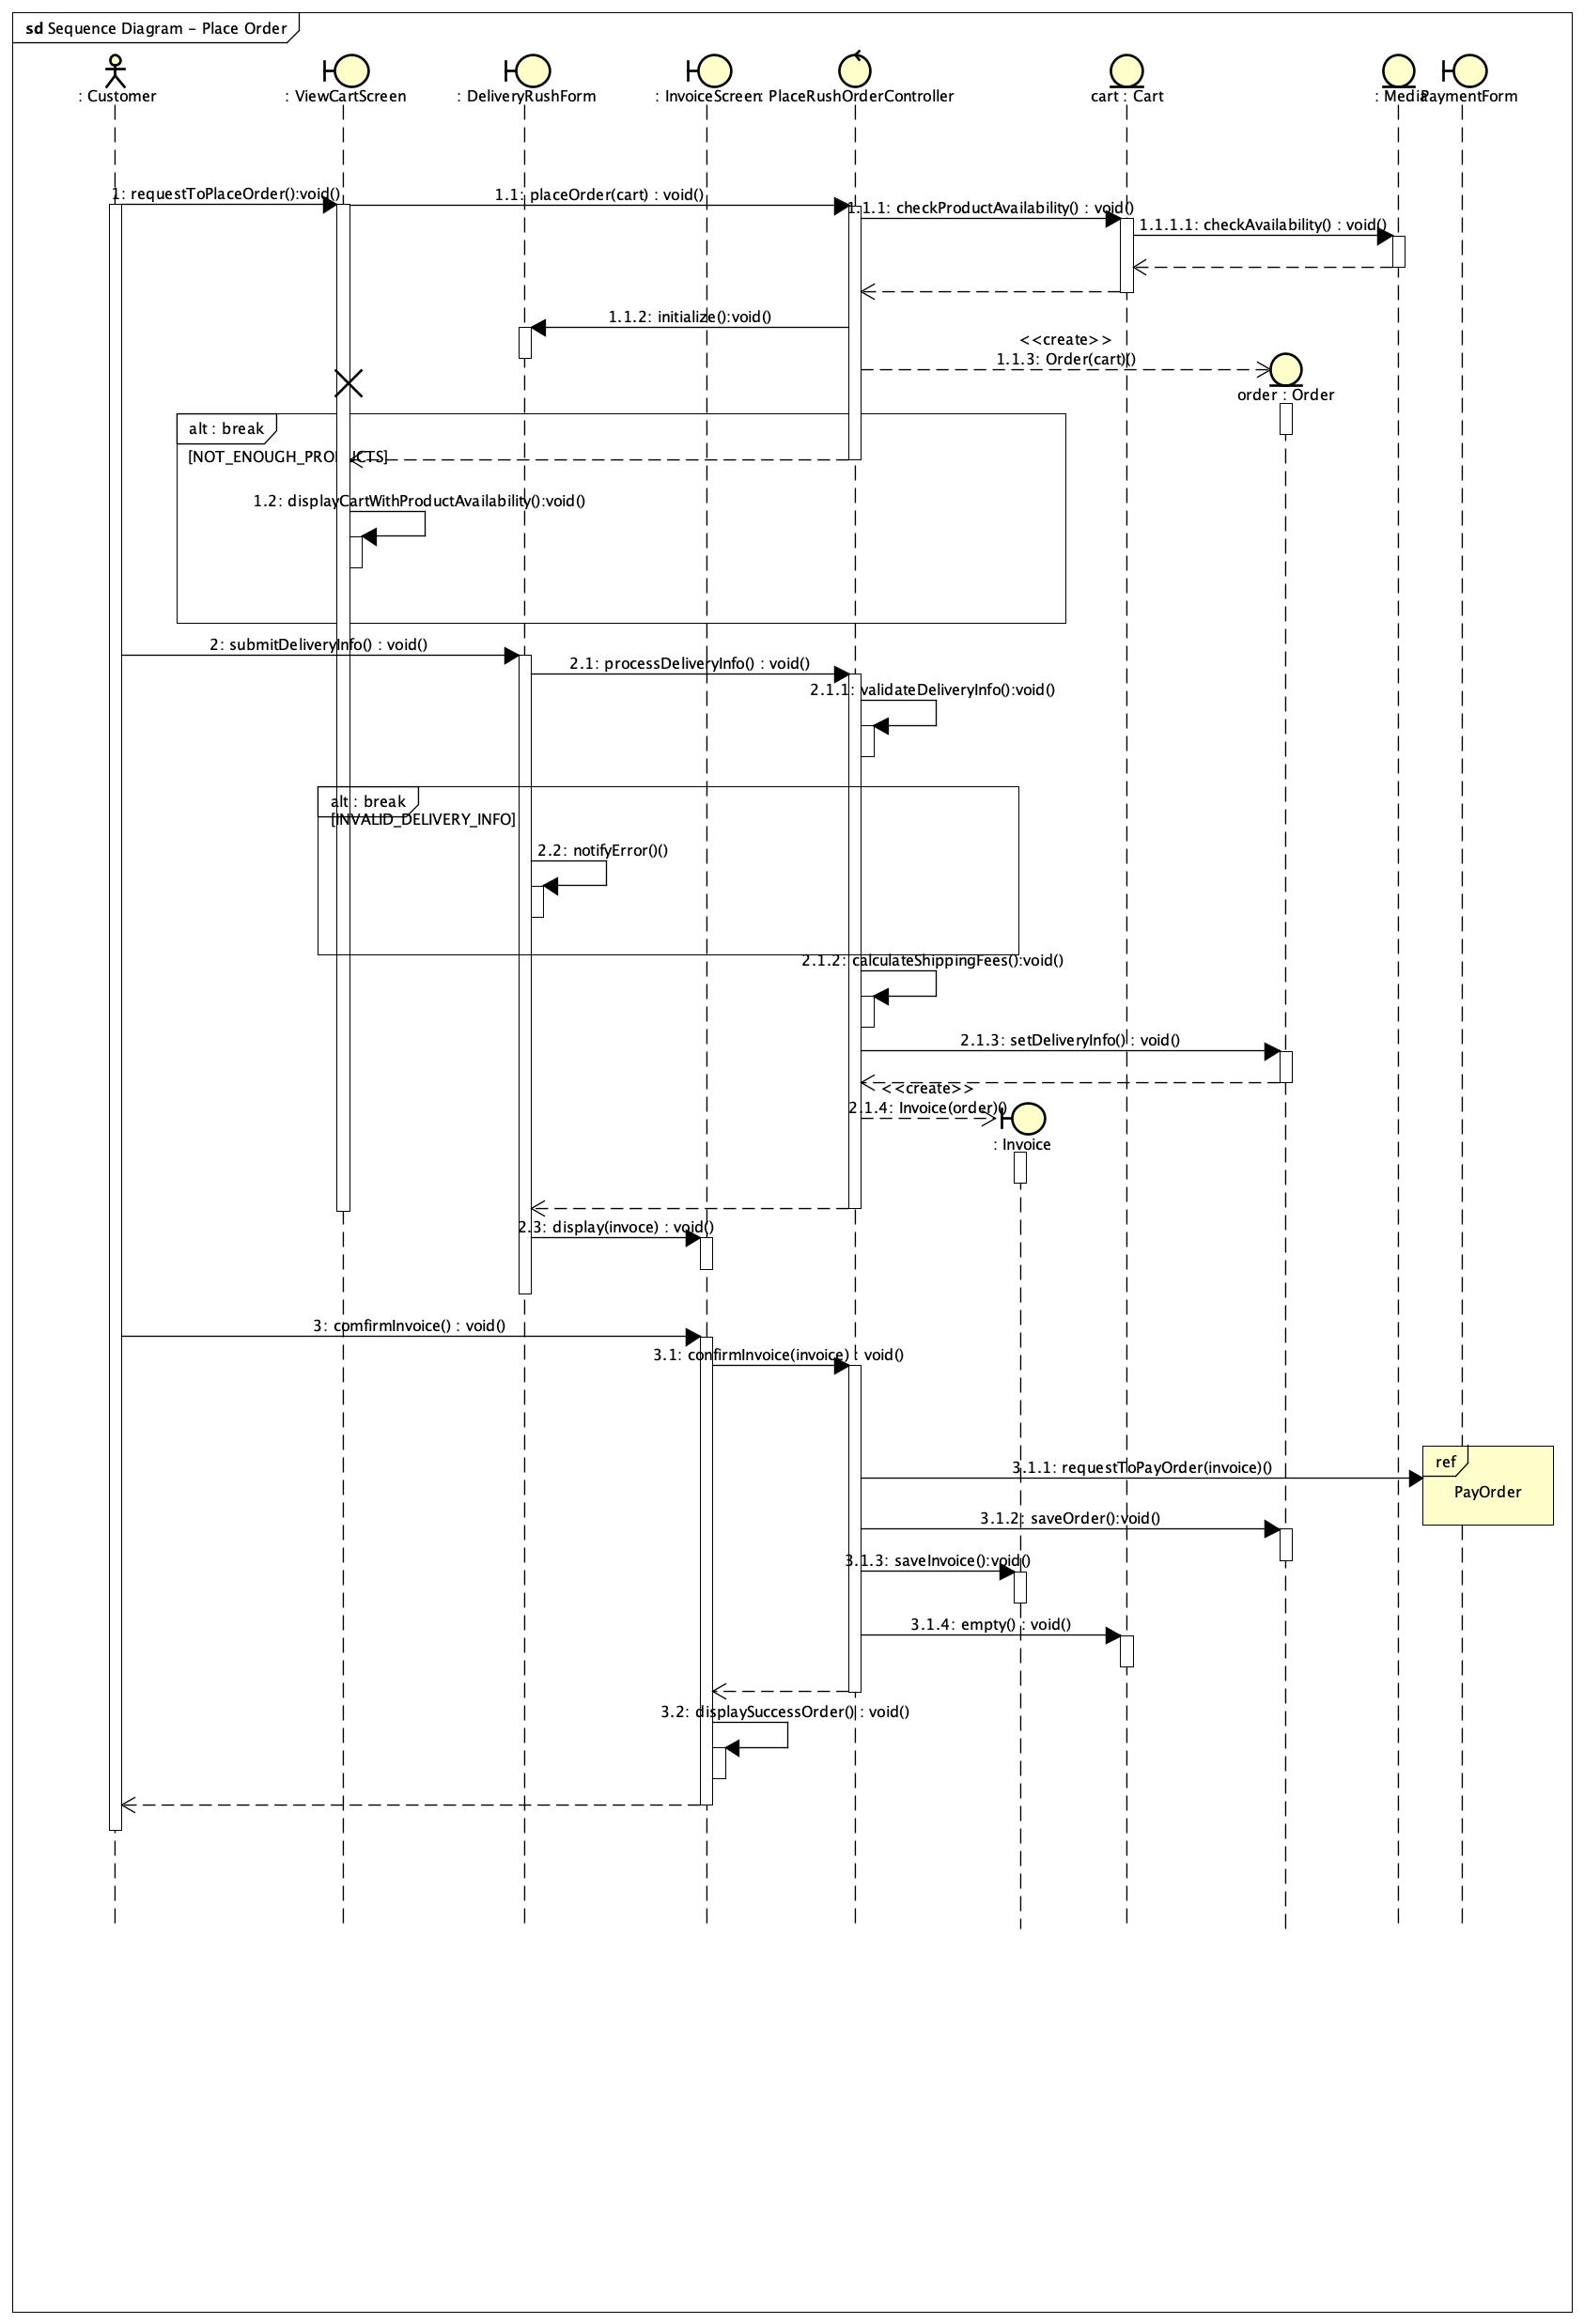 sd Sequence Diagram - Place Order
: Customer
: ViewCartScreen
: DeliveryRushForm
: InvoiceScreen
: PlaceRushOrderController
cart : Cart
: Media
PaymentForm
1: requestToPlaceOrder():void()
1.1: placeOrder(cart) : void()
1.1.1: checkProductAvailability() : void()
1.1.1.1: checkAvailability() : void()
1.1.2: initialize():void()
<<create>>
1.1.3: Order(cart)()
order : Order
alt : break
[NOT_ENOUGH_PRODUCTS]
1.2: displayCartWithProductAvailability():void()
2: submitDeliveryInfo() : void()
2.1: processDeliveryInfo() : void()
2.1.1: validateDeliveryInfo():void()
alt : break
[INVALID_DELIVERY_INFO]
2.2: notifyError()()
2.1.2: calculateShippingFees():void()
2.1.3: setDeliveryInfo() : void()
<<create>>
2.1.4: Invoice(order)()
: Invoice
2.3: display(invoce) : void()
3: comfirmInvoice() : void()
3.1: confirmInvoice(invoice) : void()
ref
3.1.1: requestToPayOrder(invoice)()
PayOrder
3.1.2: saveOrder():void()
3.1.3: saveInvoice():void()
3.1.4: empty() : void()
3.2: displaySuccessOrder() : void()